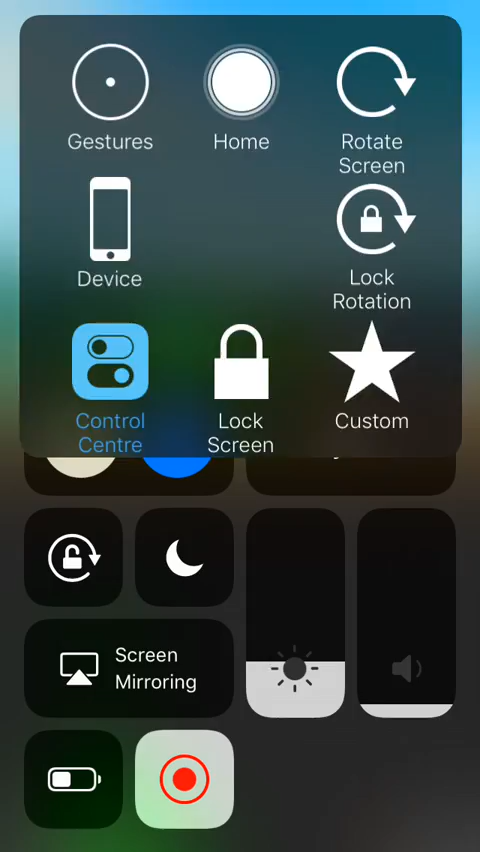 Gestures
Home
Rotate
Screen
Device
Lock
Rotation
Control
Centre
Lock
Screen
Custom
Screen
Mirroring